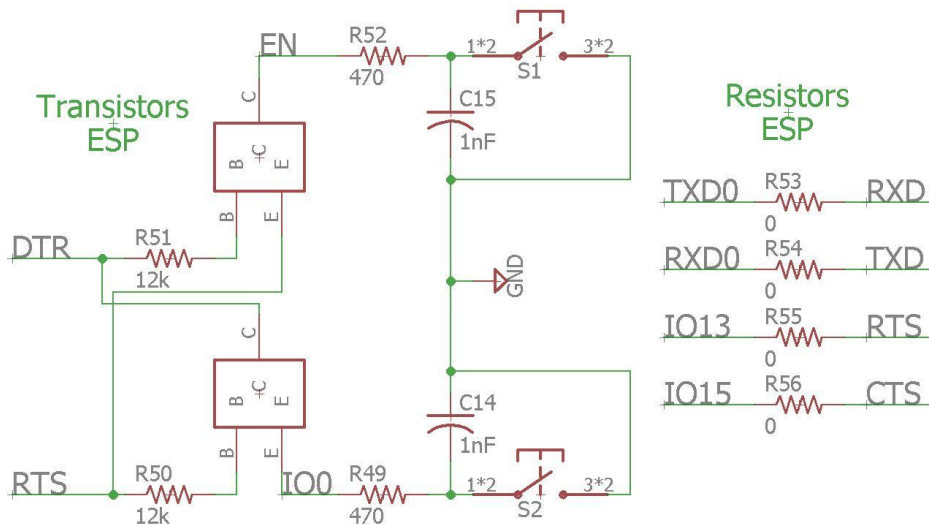 EN
R52
470
1*2
S1
3*2
C15
1nF
Transistors
ESP
C
B
C
E
B
E
DTR
R51
12k
GND
C
B
C
E
B
E
RTS
R50
12k
IO0
R49
470
C14
1nF
1*2
S2
3*2
Resistors
ESP
TXD0
R53
0
RXD
RXD0
R54
0
TXD
IO13
R55
0
RTS
IO15
R56
0
CTS